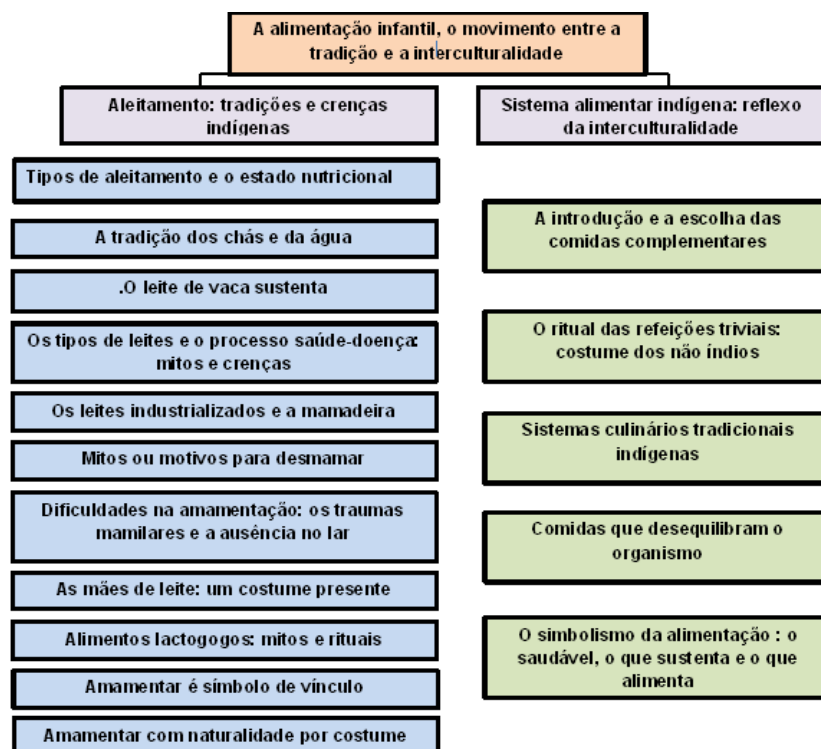 A alimentação infantil, o movimento entre a
tradição e a interculturalidade
Aleitamento: tradições e crenças
indígenas
Tipos de aleitamento e o estado nutricional
A tradição dos chás e da água
.O leite de vaca sustenta
Os tipos de leites e o processo saúde-doença:
mitos e crenças
Os leites industrializados e a mamadeira
Mitos ou motivos para desmamar
Dificuldades na amamentação: os traumas
mamilares e a ausência no lar
As mães de leite: um costume presente
Alimentos lactogogos: mitos e rituais
Amamentar é símbolo de vínculo
Amamentar com naturalidade por costume
Sistema alimentar indígena: reflexo
da interculturalidade
A introdução e a escolha das
comidas complementares
O ritual das refeições triviais:
costume dos não índios
Sistemas culinários tradicionais
indígenas
Comidas que desequilibram o
organismo
O simbolismo da alimentação : o
saudável, o que sustenta e o que
alimenta